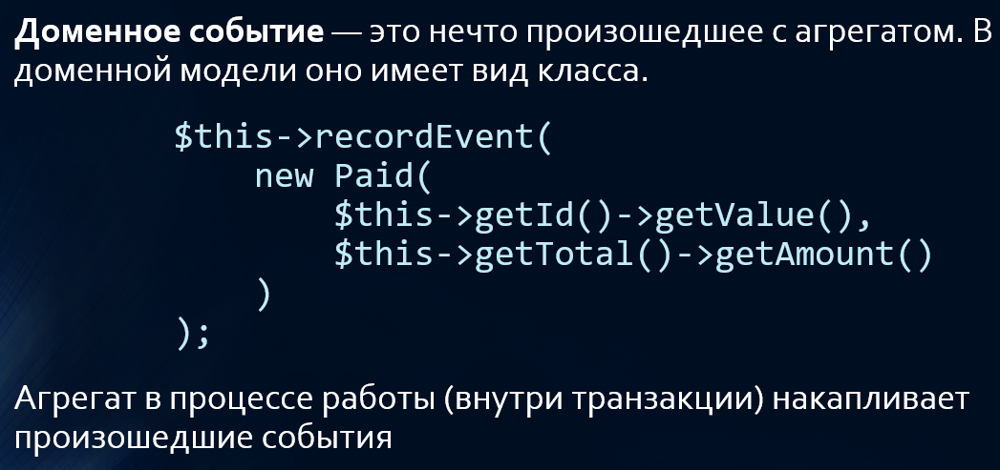 Доменное событие — это нечто произошедшее с агрегатом. В
доменной модели оно имеет вид класса.
$this->recordEvent(
new Paid(
$this->getId()->getValue(),
$this->getTotal()->getAmount()
)
);
Агрегат в процессе работы (внутри транзакции) накапливает
произошедшие события